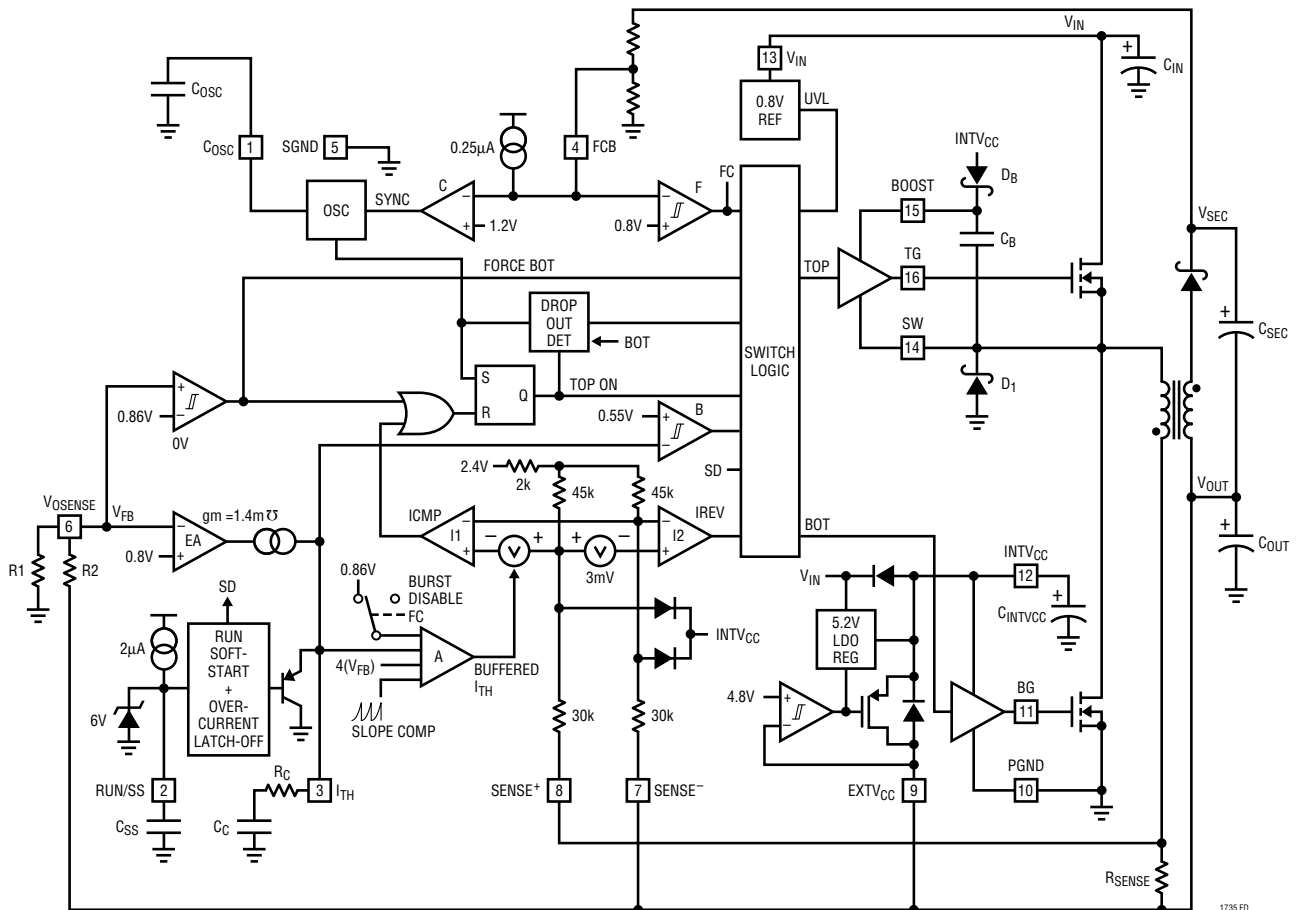 VIN
+
CIN
13 VIN
COSC
0.8V
REF
UVL
COSC
1
SGND 5
0.25µA
4 FCB
INTVCC
DB
C
F
FC
BOOST
15
VSEC
OSC
SYNC
−
+
1.2V
−
0.8V
+
CB
FORCE BOT
TOP
TG
16
DROP
OUT
DET
BOT
+
CSEC
SW
14
SWITCH
LOGIC
S
Q
R
TOP ON
D1
+
0.86V
−
0V
0.55V
+
B
−
2.4V
2k
SD
45k
45k
VOSENSE
6
VFB
gm =1.4m℧
ICMP
IREV
BOT
VOUT
−
EA
0.8V
+
−
I1
+
−
V
+
+
V
−
3mV
−
I2
+
+
COUT
R1
R2
INTVCC
12
VIN
+
CINTVCC
0.86V
BURST
DISABLE
FC
SD
2µA
RUN
SOFT-
START
+
OVER-
CURRENT
LATCH-OFF
INTVCC
5.2V
LDO
REG
A
4(VFB)
BUFFERED
ITH
4.8V
+
−
BG
11
6V
SLOPE COMP
30k
30k
PGND
10
RUN/SS 2
RC
3 ITH
SENSE+ 8
7 SENSE−
EXTVCC 9
CSS
CC
RSENSE
1735 FD